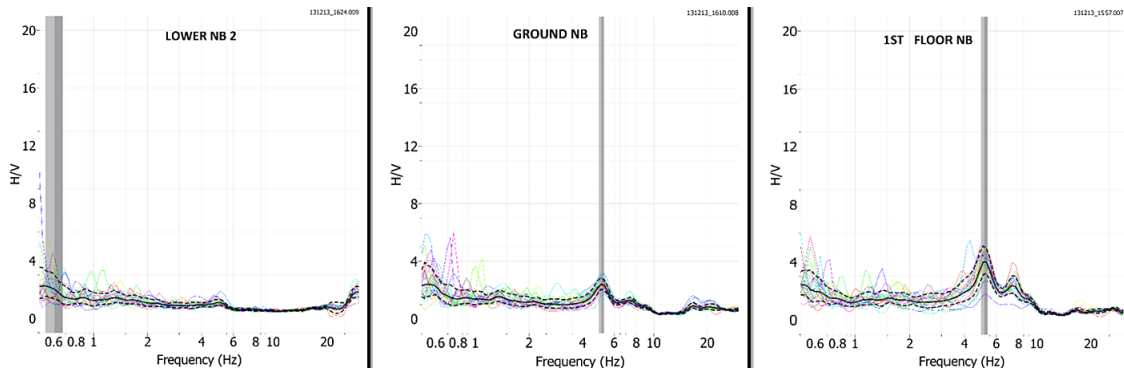 131213_1624.009
LOWER NB 2
20
16
12
8
4
0
H/V
0.6 0.8 1 2 4 6 8 10 20
Frequency (Hz)
131213_1610.008
GROUND NB
20
16
12
8
4
0
H/V
0.6 0.8 1 2 4 6 8 10 20
Frequency (Hz)
131213_1557.007
1ST FLOOR NB
20
16
12
8
4
0
H/V
0.6 0.8 1 2 4 6 8 10 20
Frequency (Hz)